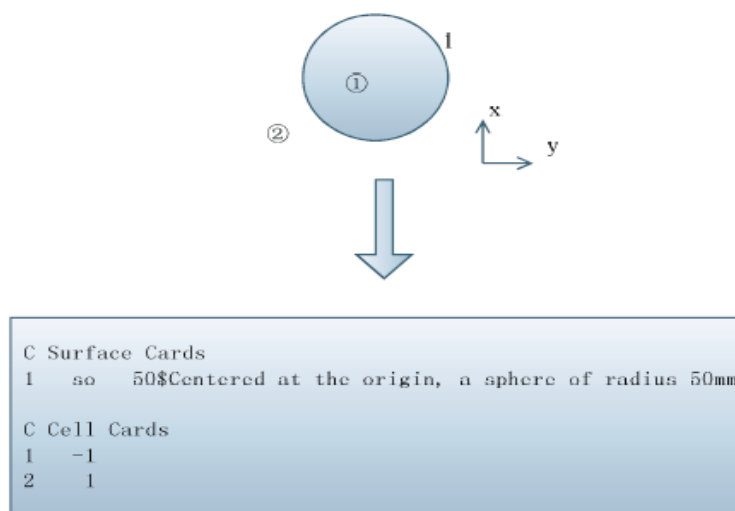 1
①
②
x
y
C Surface Cards
1 so 50$Centered at the origin, a sphere of radius 50mm
C Cell Cards
1 -1
2 1